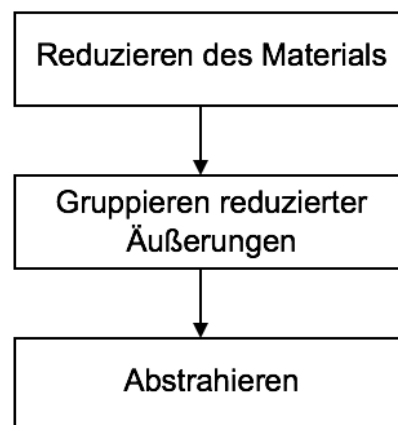 Reduzieren des Materials
Gruppieren reduzierter
Äußerungen
Abstrahieren